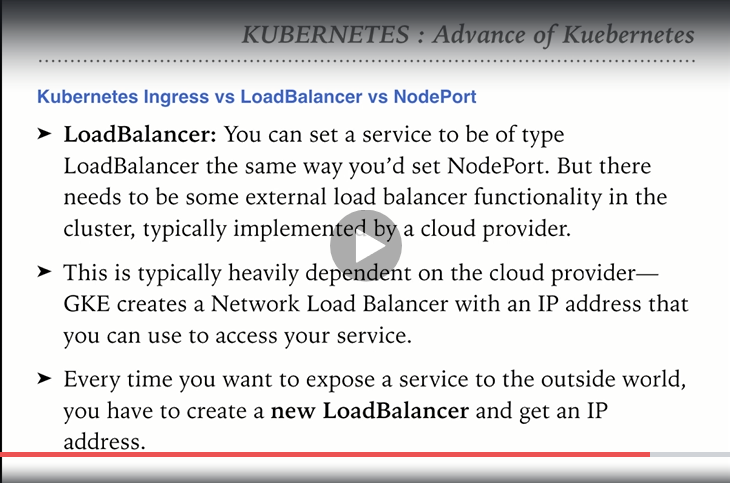 KUBERNETES : Advance of Kuebernetes
Kubernetes Ingress vs LoadBalancer vs NodePort
➤ LoadBalancer: You can set a service to be of type
LoadBalancer the same way you’d set NodePort. But there
needs to be some external load balancer functionality in the
cluster, typically implemented by a cloud provider.
➤ This is typically heavily dependent on the cloud provider—
GKE creates a Network Load Balancer with an IP address that
you can use to access your service.
➤ Every time you want to expose a service to the outside world,
you have to create a new LoadBalancer and get an IP
address.